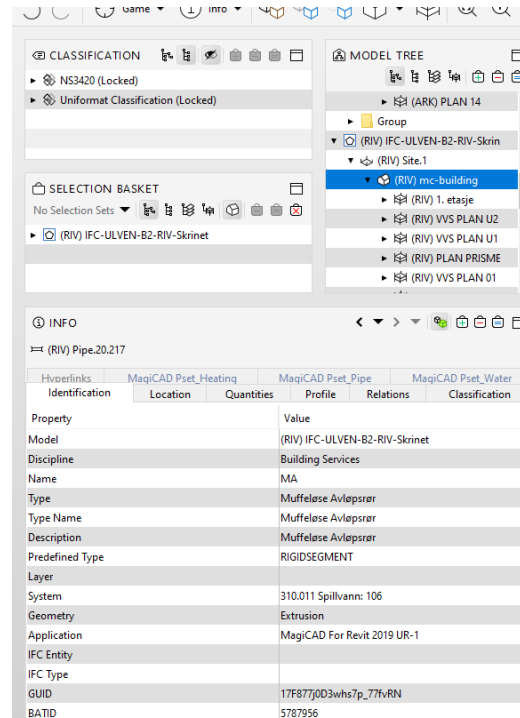 Game Info
CLASSIFICATION
NS3420 (Locked)
Uniformat Classification (Locked)
MODEL TREE
(ARK) PLAN 14
Group
(RIV) IFC-ULVEN-B2-RIV-Skrin
(RIV) Site.1
(RIV) mc-building
(RIV) 1. etasje
(RIV) VVS PLAN U2
(RIV) VVS PLAN U1
(RIV) PLAN PRISME
(RIV) VVS PLAN 01
SELECTION BASKET
No Selection Sets
(RIV) IFC-ULVEN-B2-RIV-Skrinet
INFO
(RIV) Pipe.20.217
Hyperlinks MagiCAD Pset_Heating MagiCAD Pset_Pipe MagiCAD Pset_Water
Identification Location Quantities Profile Relations Classification
Property Value
Model (RIV) IFC-ULVEN-B2-RIV-Skrinet
Discipline Building Services
Name MA
Type Muffeløse Avløpsrør
Type Name Muffeløse Avløpsrør
Description Muffeløse Avløpsrør
Predefined Type RIGIDSEGMENT
Layer
System 310.011 Spillvann: 106
Geometry Extrusion
Application MagiCAD For Revit 2019 UR-1
IFC Entity
IFC Type
GUID 17F877j0D3whs7p_77fvRN
BATID 5787956